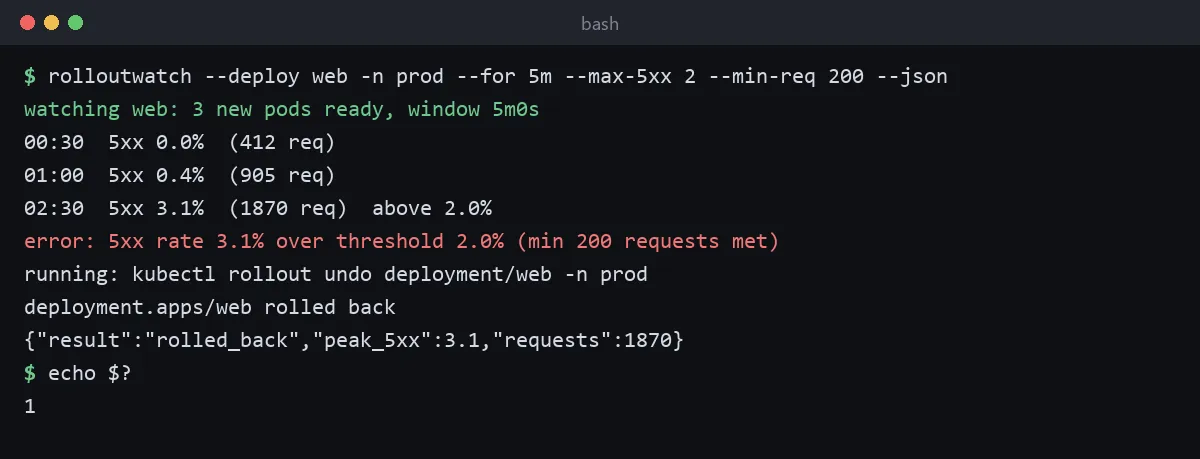 bash
$ rolloutwatch --deploy web -n prod --for 5m --max-5xx 2 --min-req 200 --json
watching web: 3 new pods ready, window 5m0s
00:30  5xx 0.0%  (412 req)
01:00  5xx 0.4%  (905 req)
02:30  5xx 3.1%  (1870 req)  above 2.0%
error: 5xx rate 3.1% over threshold 2.0% (min 200 requests met)
running: kubectl rollout undo deployment/web -n prod
deployment.apps/web rolled back
{"result":"rolled_back","peak_5xx":3.1,"requests":1870}
$ echo $?
1